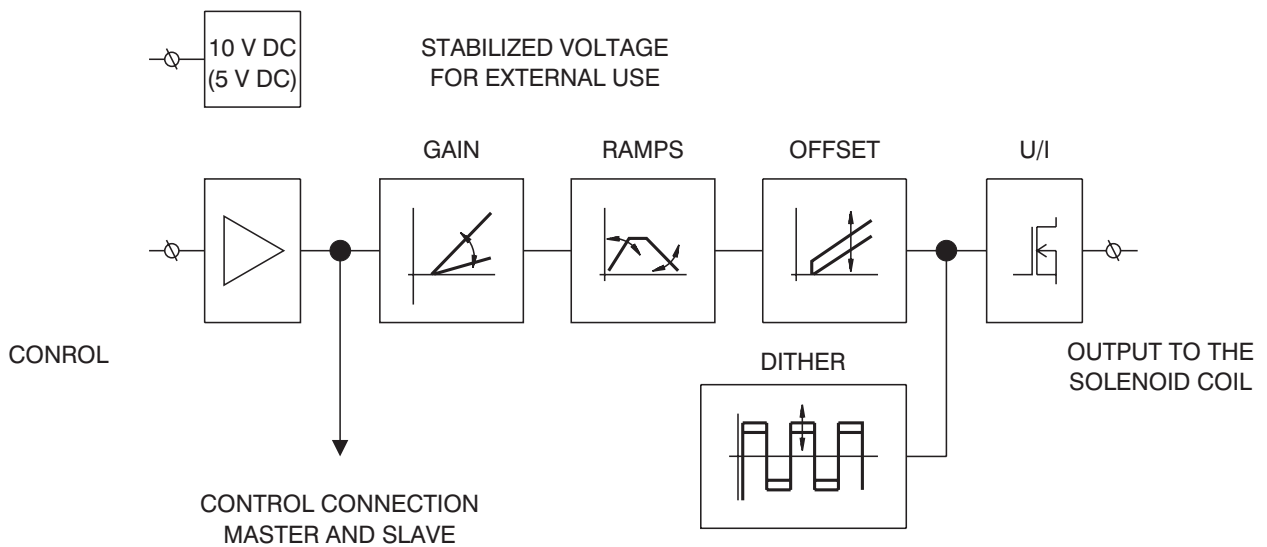 10 V DC
(5 V DC)
STABILIZED VOLTAGE
FOR EXTERNAL USE
GAIN
RAMPS
OFFSET
U/I
CONROL
OUTPUT TO THE
SOLENOID COIL
DITHER
CONTROL CONNECTION
MASTER AND SLAVE